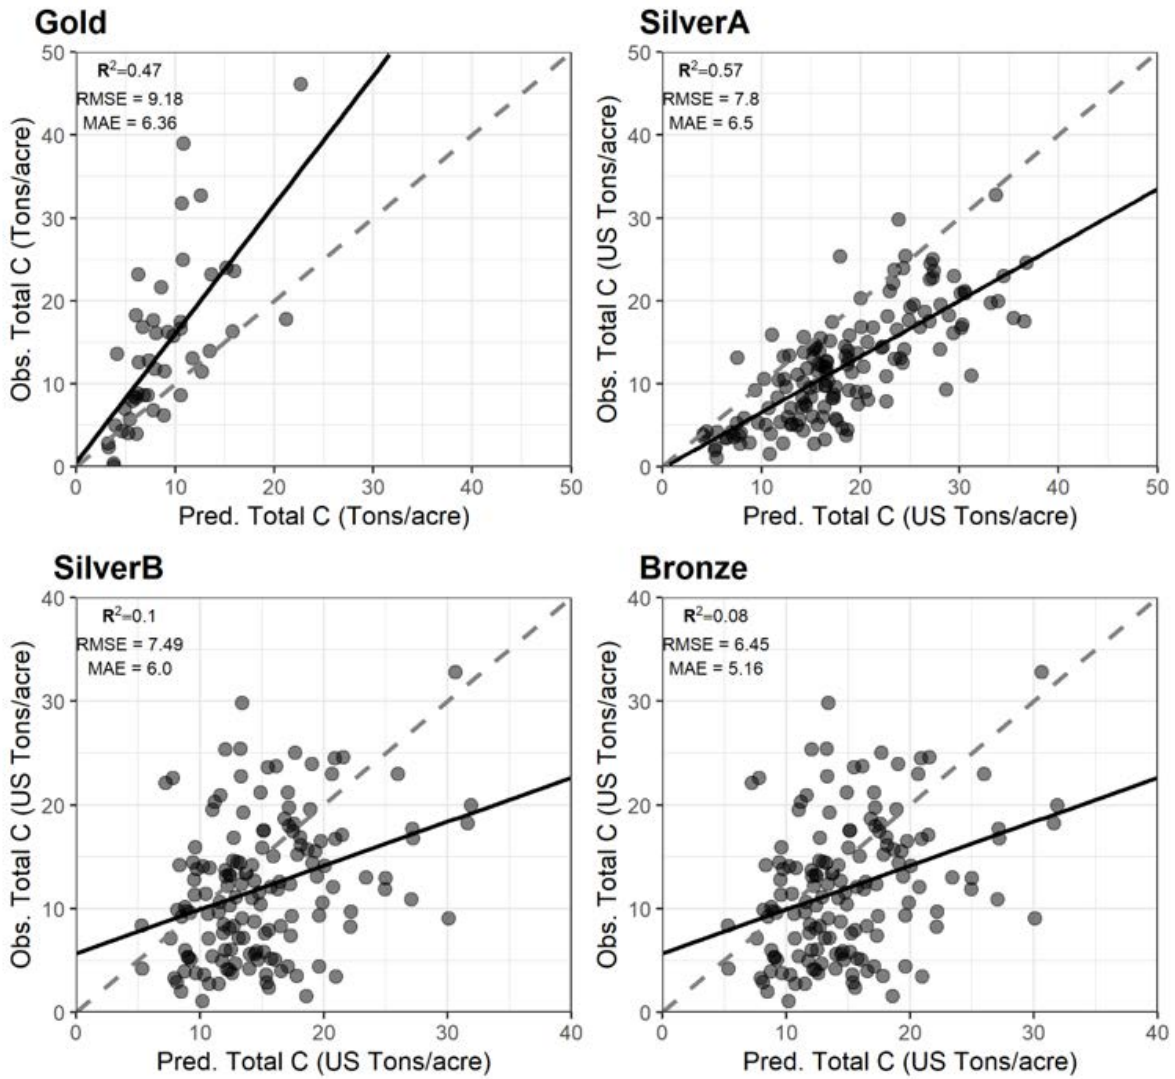 Gold
R²=0.47
RMSE = 9.18
MAE = 6.36
50
40
30
20
10
0
0 10 20 30 40 50
Obs. Total C (Tons/acre)
Pred. Total C (Tons/acre)
SilverA
R²=0.57
RMSE = 7.8
MAE = 6.5
50
40
30
20
10
0
0 10 20 30 40 50
Obs. Total C (US Tons/acre)
Pred. Total C (US Tons/acre)
SilverB
R²=0.1
RMSE = 7.49
MAE = 6.0
40
30
20
10
0
0 10 20 30 40
Obs. Total C (US Tons/acre)
Pred. Total C (US Tons/acre)
Bronze
R²=0.08
RMSE = 6.45
MAE = 5.16
40
30
20
10
0
0 10 20 30 40
Obs. Total C (US Tons/acre)
Pred. Total C (US Tons/acre)